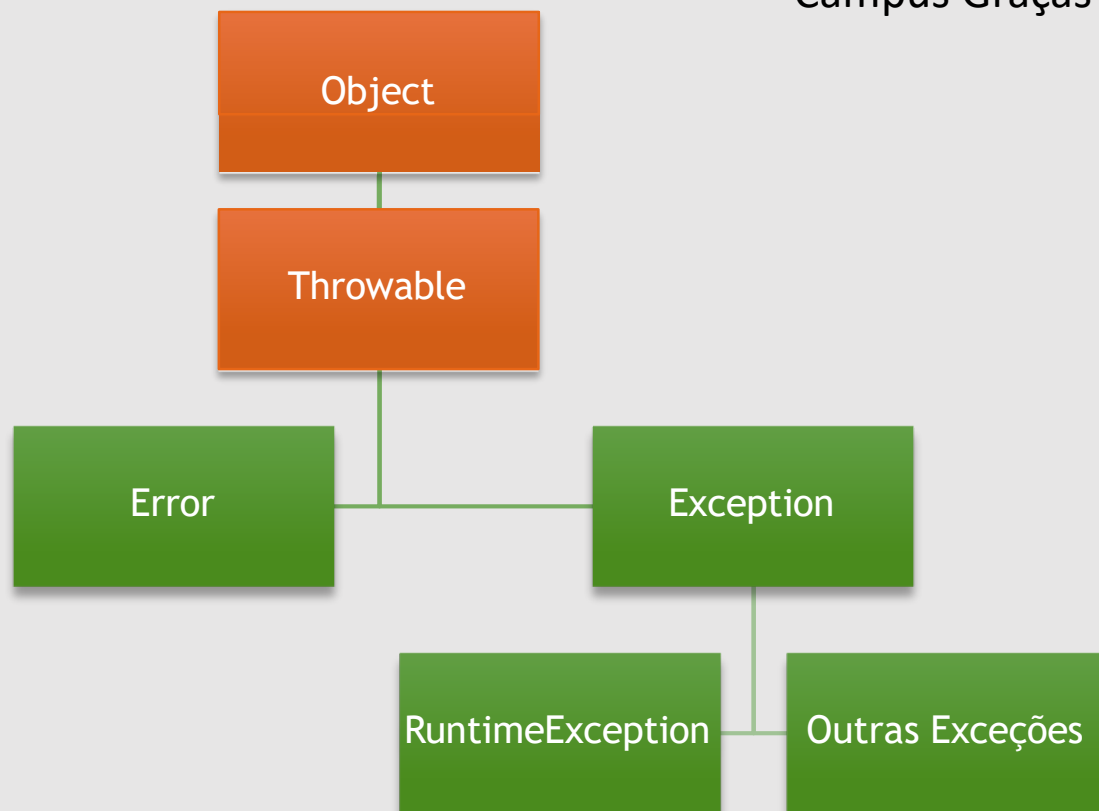 Campus Graças
Object
Throwable
Error
Exception
RuntimeException
Outras Exceções